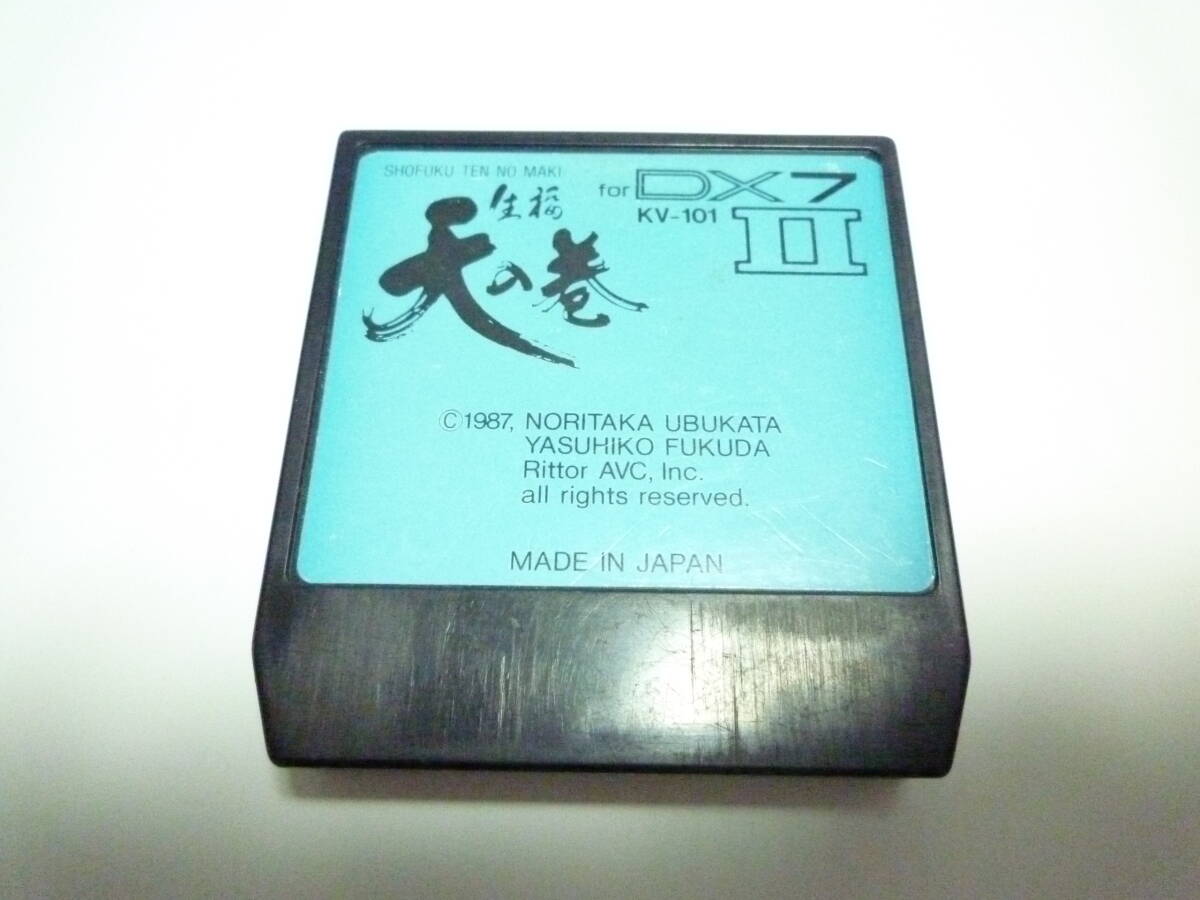 SHOFUKU TEN NO MAKI
生福
天の巻
for DX7
KV-101 II
©1987, NORITAKA UBUKATA
YASUHIKO FUKUDA
Rittor AVC, Inc.
all rights reserved.
MADE IN JAPAN